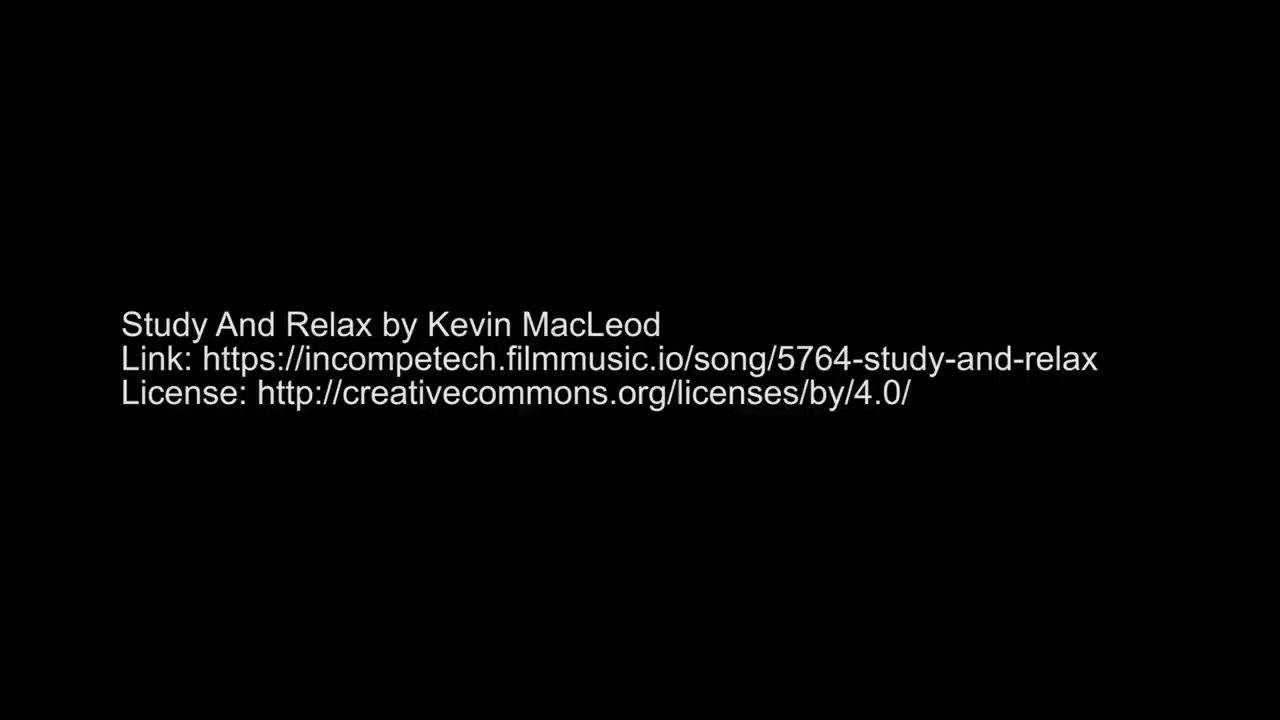 Study And Relax by Kevin MacLeod
Link: https://incompetech.filmmusic.io/song/5764-study-and-relax
License: http://creativecommons.org/licenses/by/4.0/